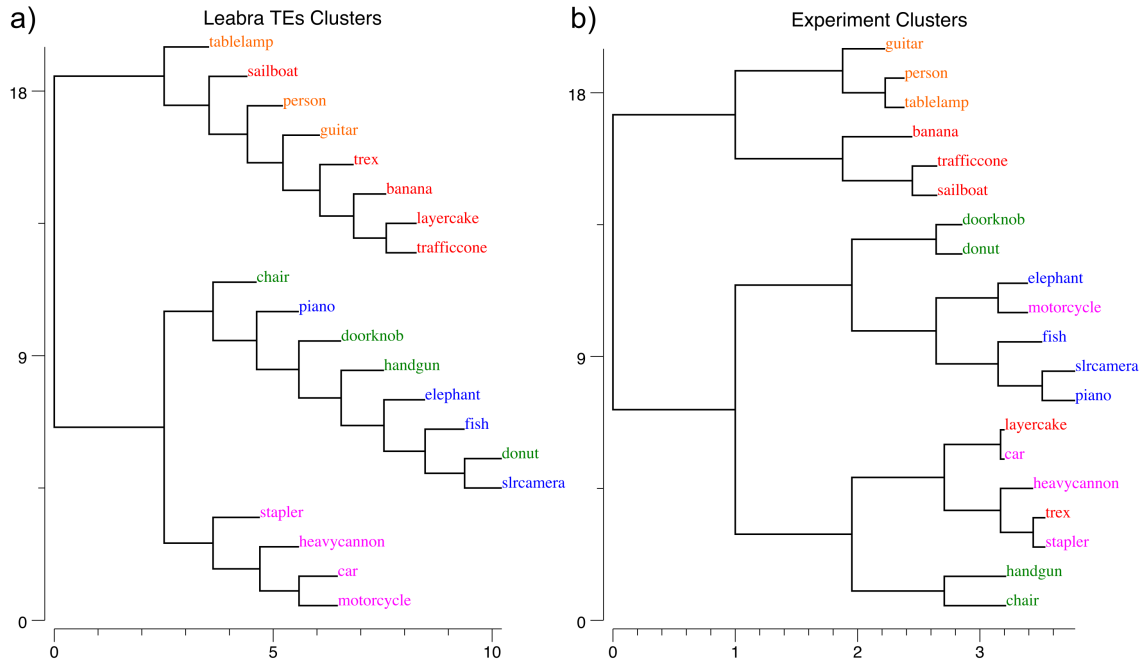 a)
Leabra TEs Clusters
tablelamp
sailboat
person
guitar
trex
banana
layercake
trafficcone
chair
piano
doorknob
handgun
elephant
fish
donut
slrcamera
stapler
heavycannon
car
motorcycle
18
9
0
0
5
10
b)
Experiment Clusters
guitar
person
tablelamp
banana
trafficcone
sailboat
doorknob
donut
elephant
motorcycle
fish
slrcamera
piano
layercake
car
heavycannon
trex
stapler
handgun
chair
18
9
0
0
1
2
3